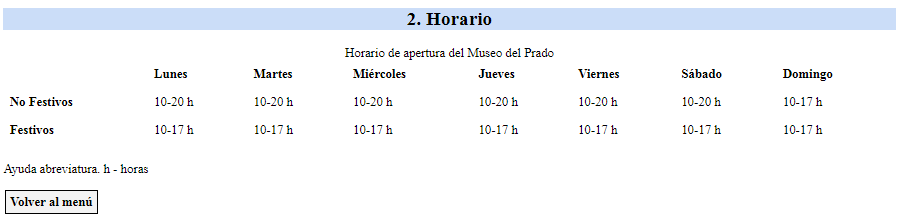 2. Horario
Horario de apertura del Museo del Prado
Lunes Martes Miércoles Jueves Viernes Sábado Domingo
No Festivos 10-20 h 10-20 h 10-20 h 10-20 h 10-20 h 10-20 h 10-17 h
Festivos 10-17 h 10-17 h 10-17 h 10-17 h 10-17 h 10-17 h 10-17 h
Ayuda abreviatura. h - horas
Volver al menú